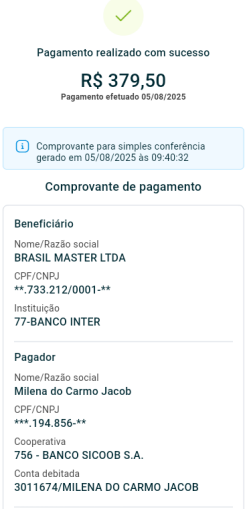 Pagamento realizado com sucesso
R$ 379,50
Pagamento efetuado 05/08/2025
Comprovante para simples conferência
gerado em 05/08/2025 às 09:40:32
Comprovante de pagamento
Beneficiário
Nome/Razão social
BRASIL MASTER LTDA
CPF/CNPJ
**.733.212/0001-**
Instituição
77-BANCO INTER
Pagador
Nome/Razão social
Milena do Carmo Jacob
CPF/CNPJ
***.194.856-**
Cooperativa
756 - BANCO SICOOB S.A.
Conta debitada
3011674/MILENA DO CARMO JACOB